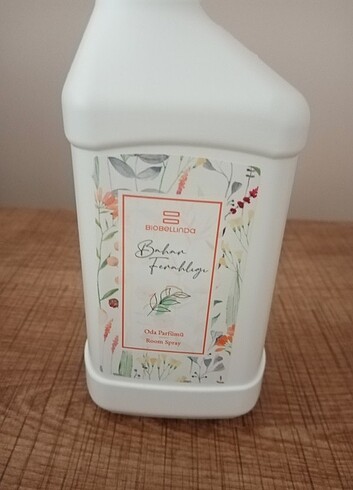 BioBellinda
Bahar
Ferahlığı
Oda Parfümü
Room Spray